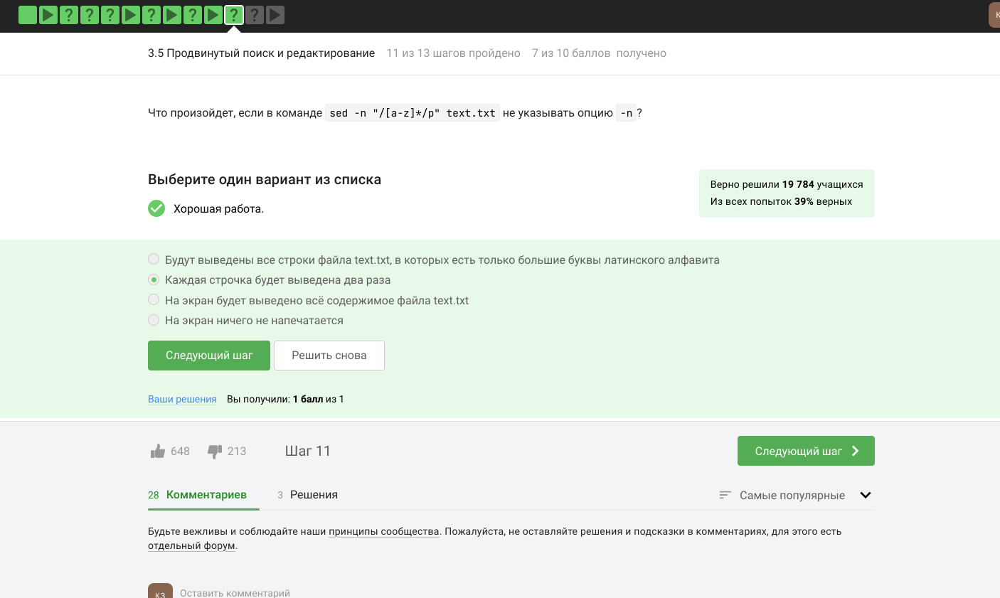 3.5 Продвинутый поиск и редактирование 11 из 13 шагов пройдено 7 из 10 баллов получено
Что произойдет, если в команде sed -n "/[a-z]*/p" text.txt не указывать опцию -n?
Выберите один вариант из списка
Верно решили 19 784 учащихся
Из всех попыток 39% верных
Хорошая работа.
Будут выведены все строки файла text.txt, в которых есть только большие буквы латинского алфавита
Каждая строчка будет выведена два раза
На экран будет выведено всё содержимое файла text.txt
На экран ничего не напечатается
Следующий шаг Решить снова
Ваши решения Вы получили: 1 балл из 1
648 213 Шаг 11 Следующий шаг
28 Комментариев 3 Решения Самые популярные
Будьте вежливы и соблюдайте наши принципы сообщества. Пожалуйста, не оставляйте решения и подсказки в комментариях, для этого есть
отдельный форум.
КЗ Оставить комментарий